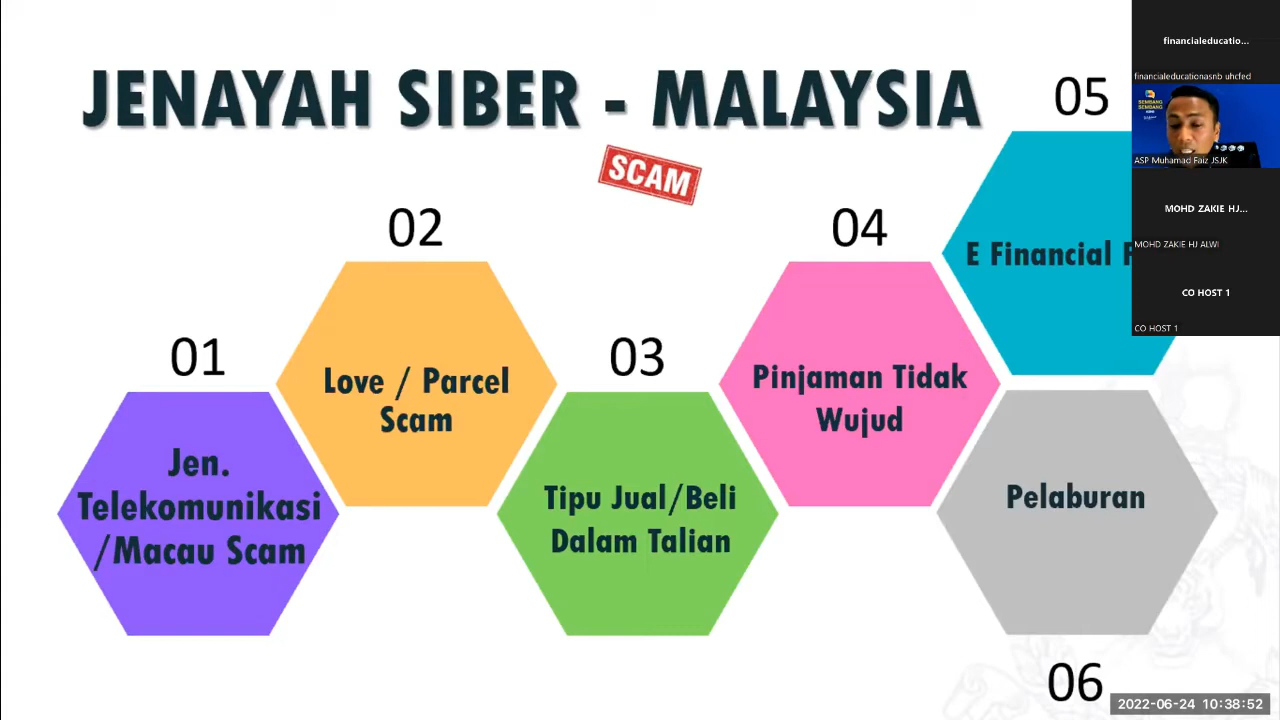 JENAYAH SIBER - MALAYSIA
SCAM
01
Jen.
Telekomunikasi
/Macau Scam
02
Love / Parcel
Scam
03
Tipu Jual/Beli
Dalam Talian
04
Pinjaman Tidak
Wujud
05
E Financial
Pelaburan
06
financialeducatio...
financialeducationasnb uhcfed
SEMBANG
SEMBANG
ASP Muhamad Faiz JSJK
MOHD ZAKIE HJ...
MOHD ZAKIE HJ ALWI
CO HOST 1
CO HOST 1
2022-06-24 10:38:52